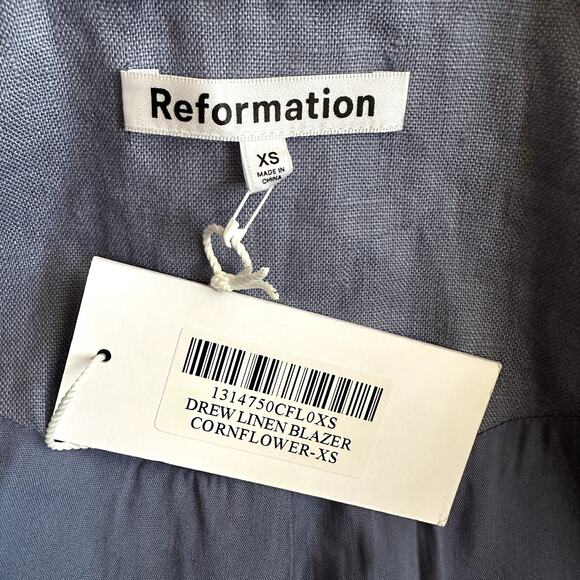 Reformation
XS
MADE IN
CHINA
1314750CFL0XS
DREW LINEN BLAZER
CORNFLOWER-XS